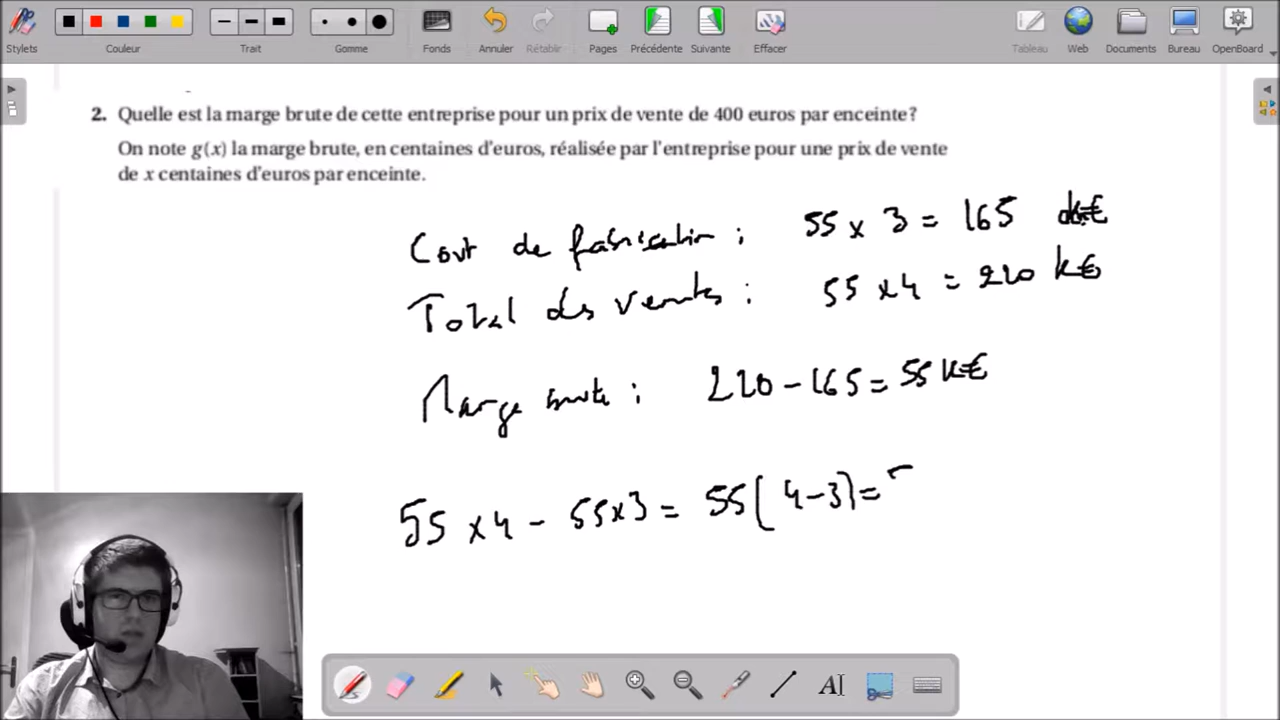 Stylets Couleur Trait Gomme Fonds Annuler Rétablir Pages Précédente Suivante Effacer Tableau Web Documents Bureau OpenBoard
2. Quelle est la marge brute de cette entreprise pour un prix de vente de 400 euros par enceinte?
On note g(x) la marge brute, en centaines d'euros, réalisée par l'entreprise pour une prix de vente
de x centaines d'euros par enceinte.
Cout de fabrication : 55 x 3 = 165 k€
Total des ventes : 55 x 4 = 220 k€
Marge brute : 220 - 165 = 55 k€
55 x 4 - 55 x 3 = 55 ( 4 - 3 ) =
AI